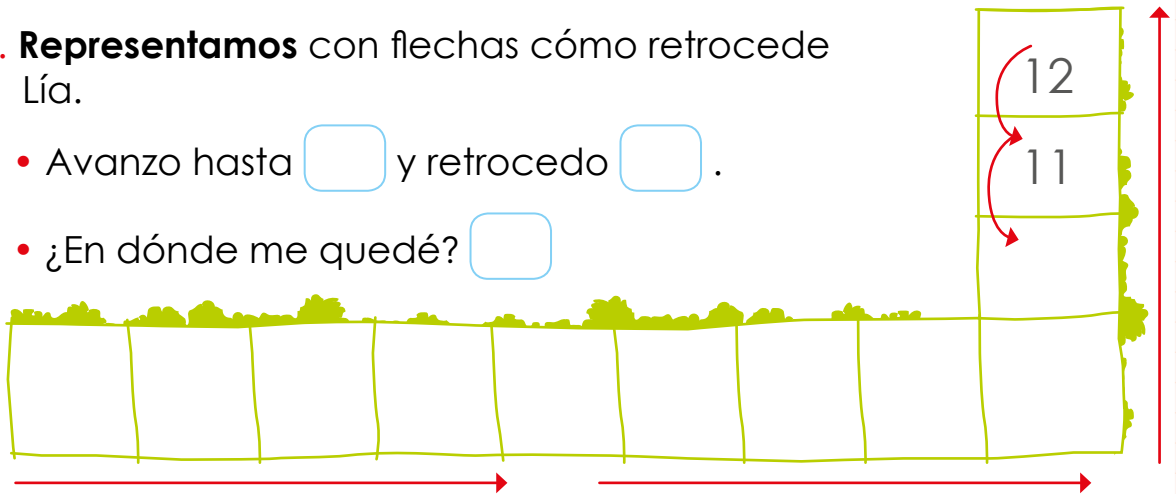 . Representamos con flechas cómo retrocede
Lía.
• Avanzo hasta y retrocedo .
• ¿En dónde me quedé?
12
11